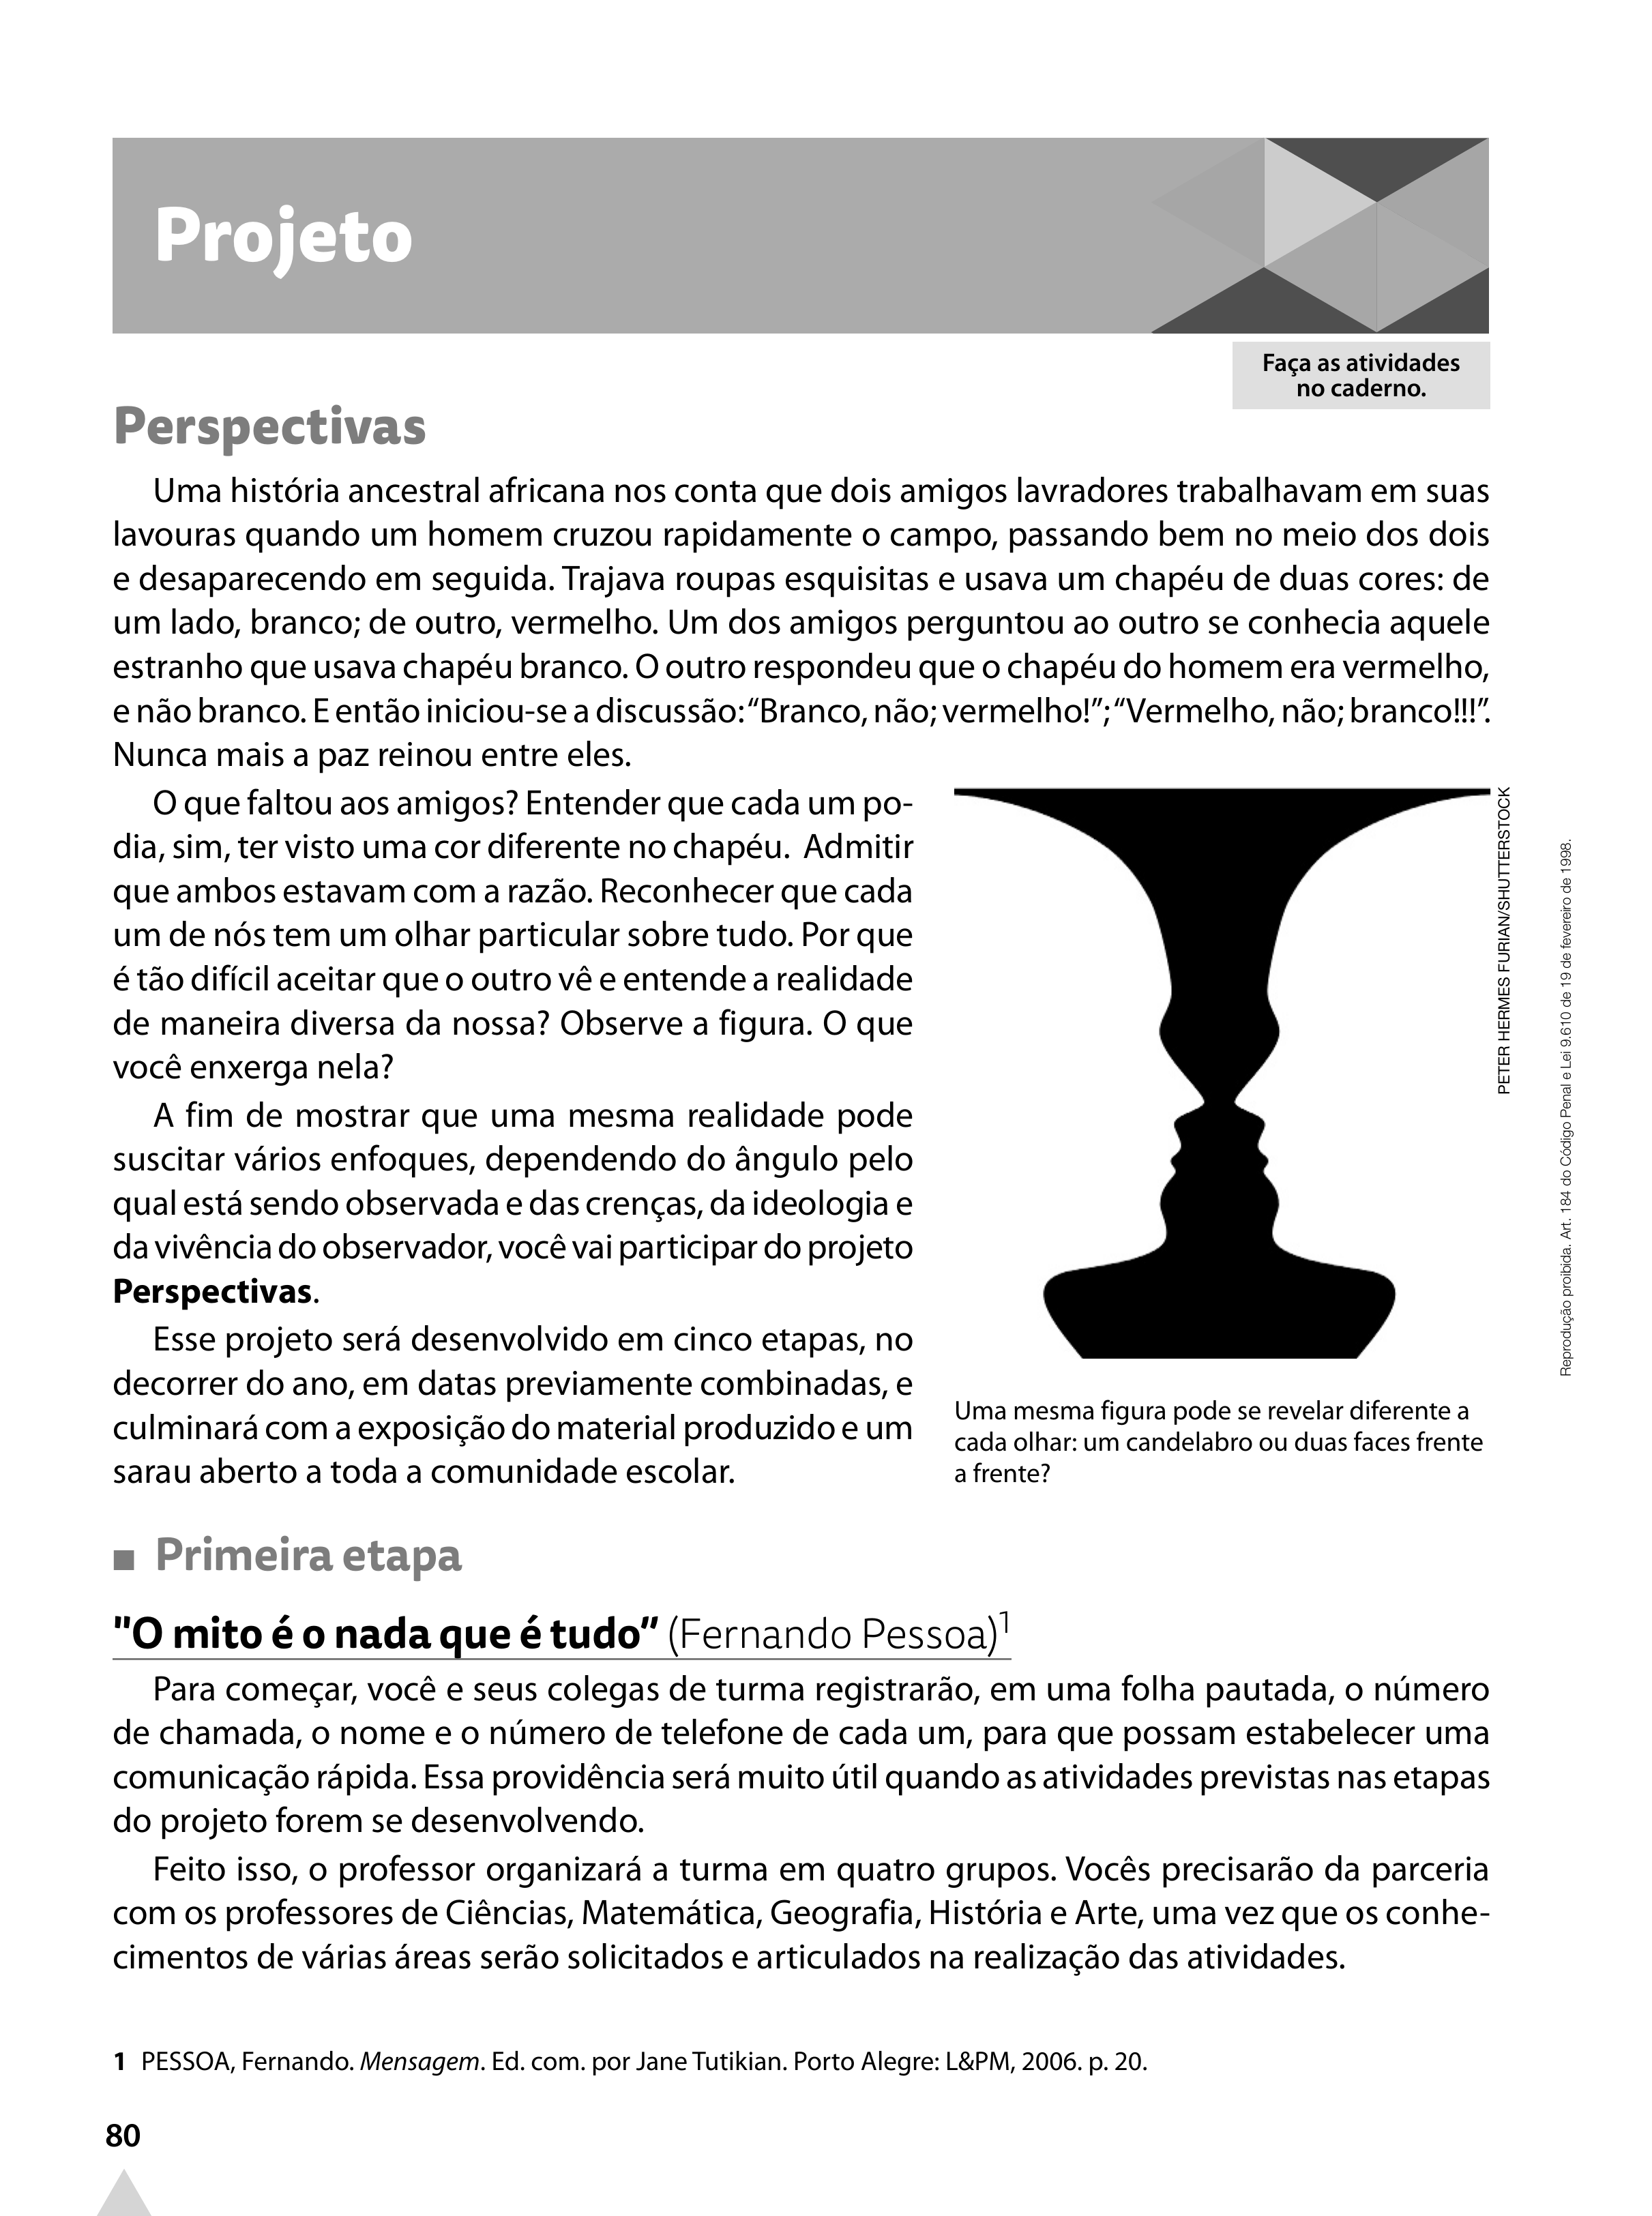 Projeto
Faça as atividades
no caderno.
Perspectivas
Uma história ancestral africana nos conta que dois amigos lavradores trabalhavam em suas
lavouras quando um homem cruzou rapidamente o campo, passando bem no meio dos dois
e desaparecendo em seguida. Trajava roupas esquisitas e usava um chapéu de duas cores: de
um lado, branco; de outro, vermelho. Um dos amigos perguntou ao outro se conhecia aquele
estranho que usava chapéu branco. O outro respondeu que o chapéu do homem era vermelho,
e não branco. E então iniciou-se a discussão: “Branco, não; vermelho!”; “Vermelho, não; branco!!!”.
Nunca mais a paz reinou entre eles.
O que faltou aos amigos? Entender que cada um po-
dia, sim, ter visto uma cor diferente no chapéu. Admitir
que ambos estavam com a razão. Reconhecer que cada
um de nós tem um olhar particular sobre tudo. Por que
é tão difícil aceitar que o outro vê e entende a realidade
de maneira diversa da nossa? Observe a figura. O que
você enxerga nela?
A fim de mostrar que uma mesma realidade pode
suscitar vários enfoques, dependendo do ângulo pelo
qual está sendo observada e das crenças, da ideologia e
da vivência do observador, você vai participar do projeto
Perspectivas.
Esse projeto será desenvolvido em cinco etapas, no
decorrer do ano, em datas previamente combinadas, e
culminará com a exposição do material produzido e um
sarau aberto a toda a comunidade escolar.
PETER HERMES FURIAN/SHUTTERSTOCK
Uma mesma figura pode se revelar diferente a
cada olhar: um candelabro ou duas faces frente
a frente?
Reprodução proibida. Art. 184 do Código Penal e Lei 9.610 de 19 de fevereiro de 1998.
■ Primeira etapa
"O mito é o nada que é tudo” (Fernando Pessoa)1
Para começar, você e seus colegas de turma registrarão, em uma folha pautada, o número
de chamada, o nome e o número de telefone de cada um, para que possam estabelecer uma
comunicação rápida. Essa providência será muito útil quando as atividades previstas nas etapas
do projeto forem se desenvolvendo.
Feito isso, o professor organizará a turma em quatro grupos. Vocês precisarão da parceria
com os professores de Ciências, Matemática, Geografia, História e Arte, uma vez que os conhe-
cimentos de várias áreas serão solicitados e articulados na realização das atividades.
1 PESSOA, Fernando. Mensagem. Ed. com. por Jane Tutikian. Porto Alegre: L&PM, 2006. p. 20.
80